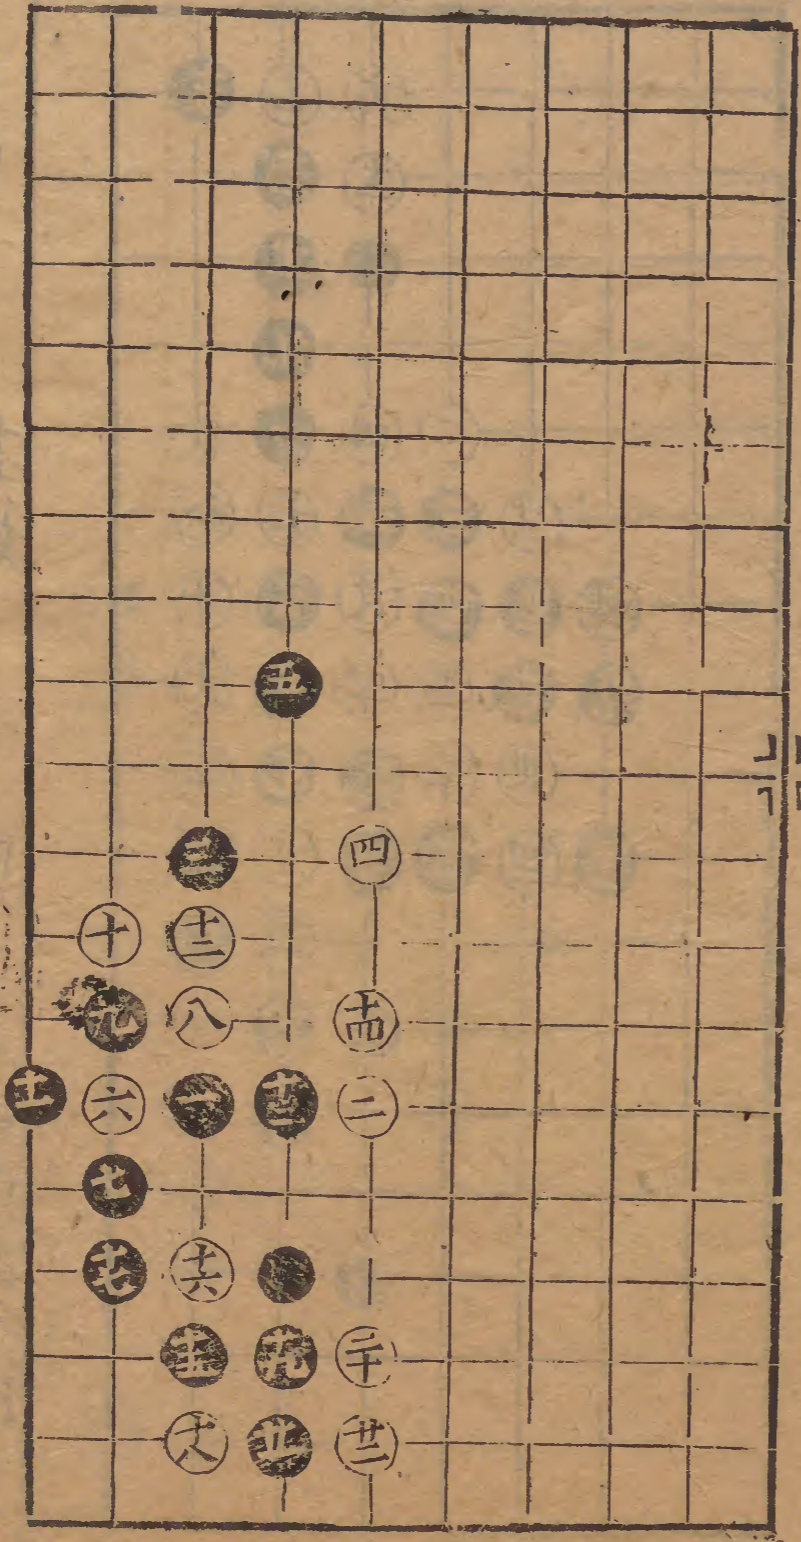 五
三 四
十 十二
九 八 十四
十一 六 一 十三 二
七
十七 十六
十五 十九 二十
十八 廿一 廿二